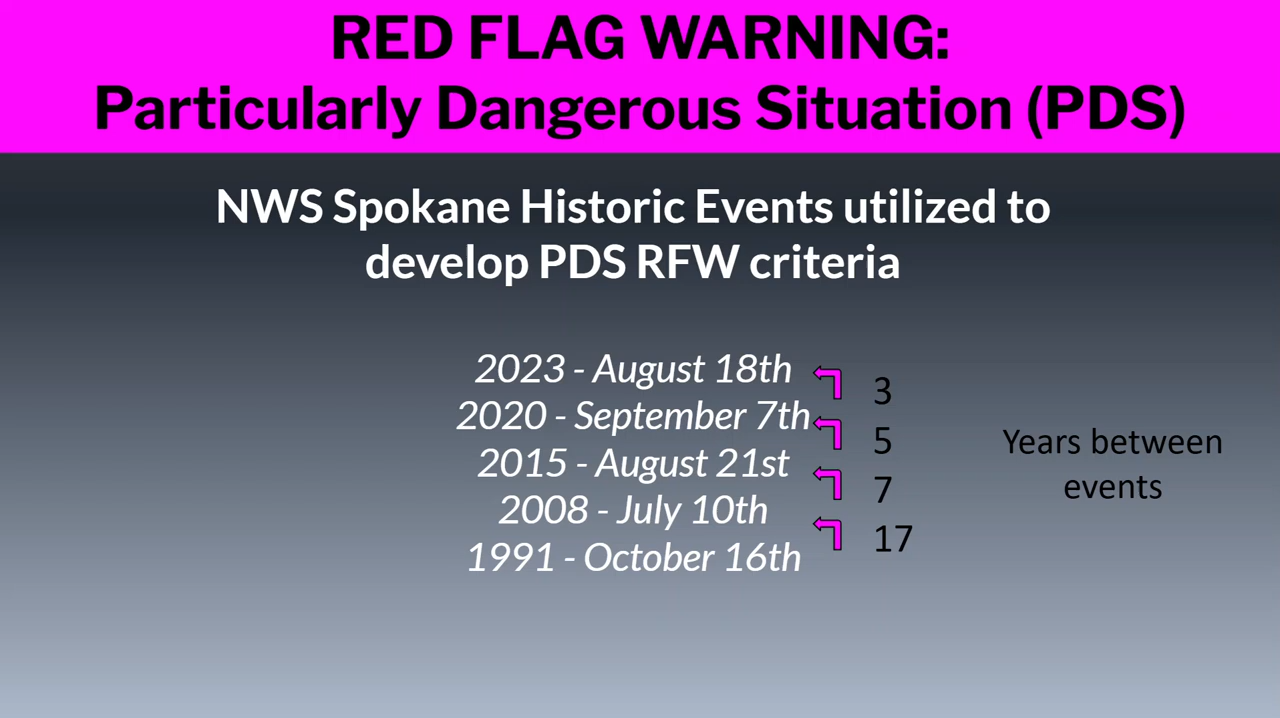 RED FLAG WARNING:
Particularly Dangerous Situation (PDS)
NWS Spokane Historic Events utilized to
develop PDS RFW criteria
2023 - August 18th
2020 - September 7th
2015 - August 21st
2008 - July 10th
1991 - October 16th
3
5
7
17
Years between
events